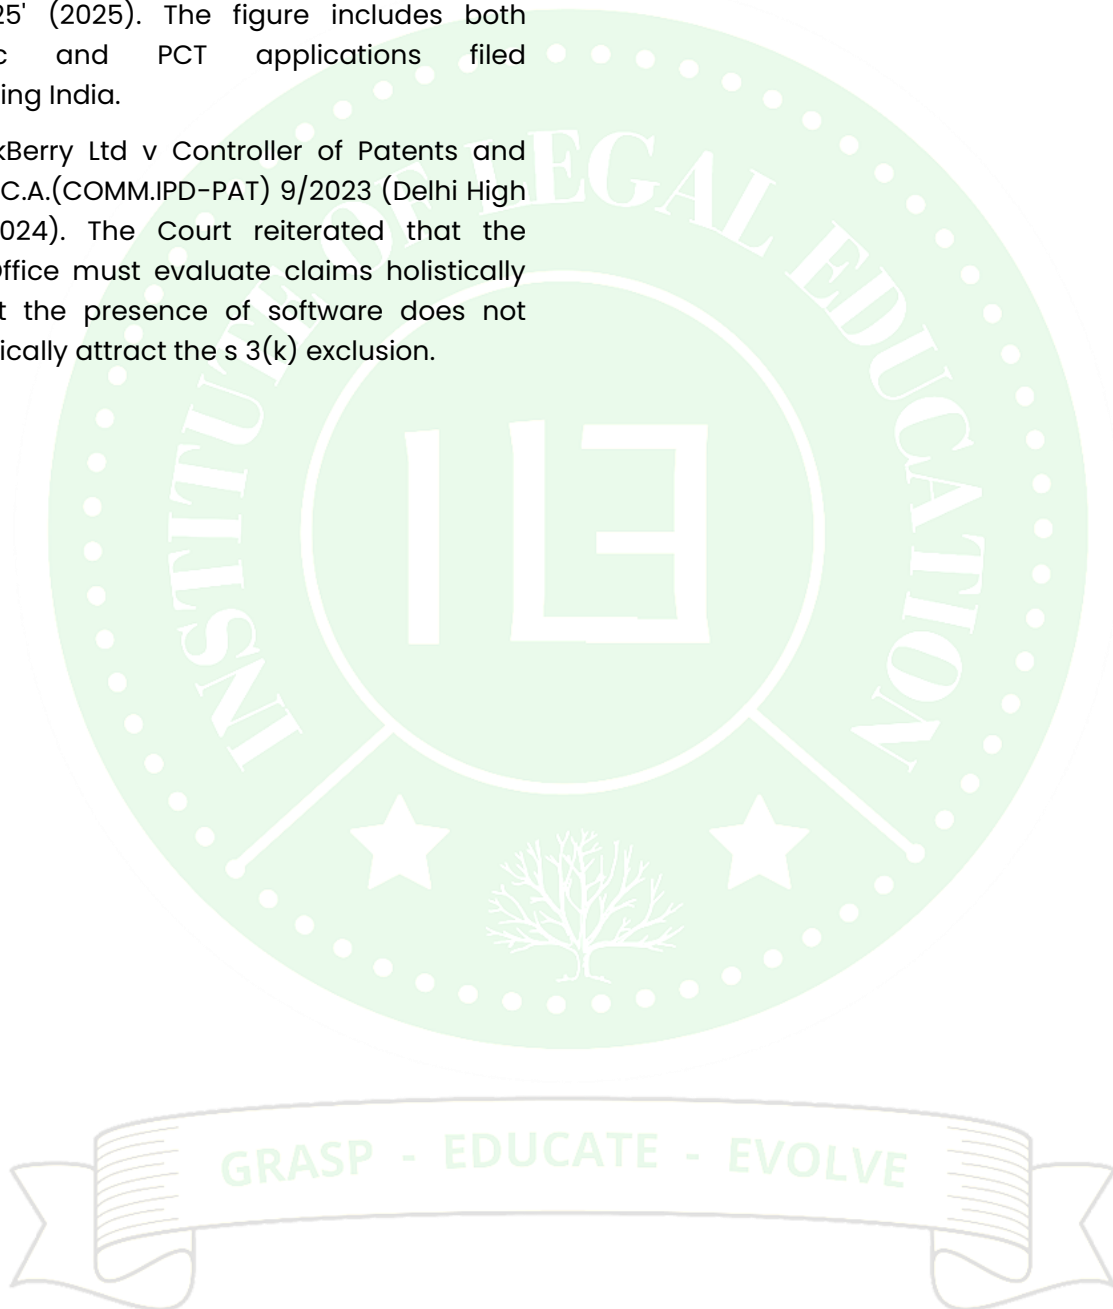 25' (2025). The figure includes both
c and PCT applications filed
ing India.
kBerry Ltd v Controller of Patents and
C.A.(COMM.IPD-PAT) 9/2023 (Delhi High
024). The Court reiterated that the
Office must evaluate claims holistically
t the presence of software does not
ically attract the s 3(k) exclusion.
INSTITUTE OF LEGAL EDUCATION
ILE
GRASP - EDUCATE - EVOLVE